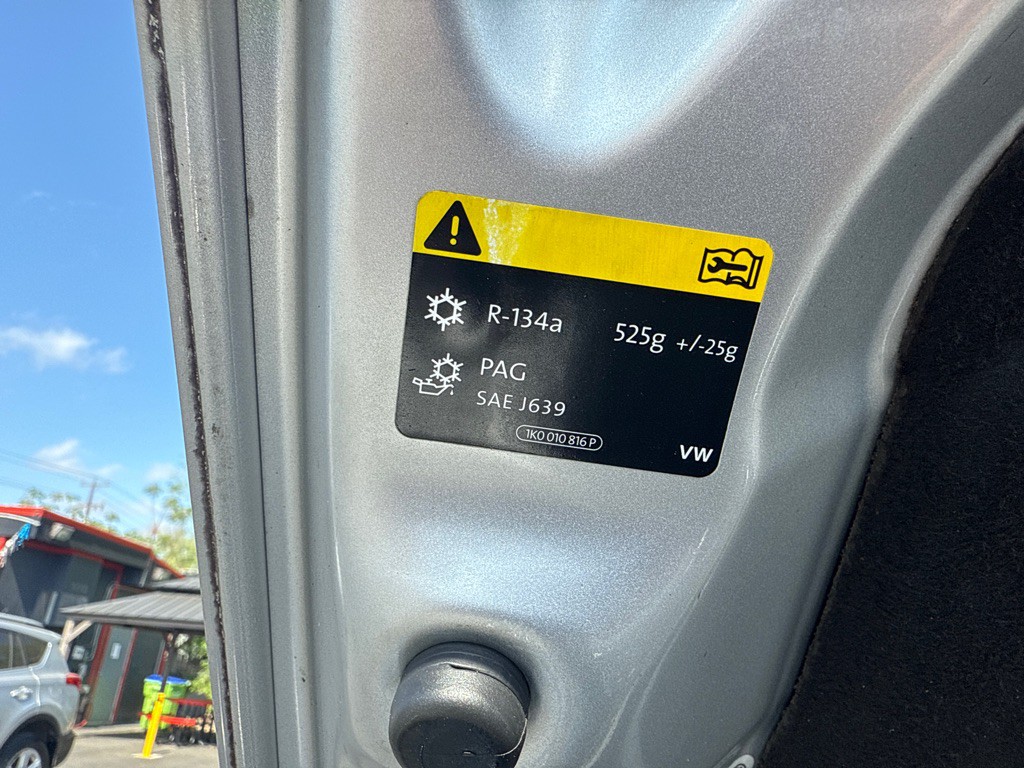 R-134a 525g +/-25g
PAG
SAE J639
1K0 010 816 P
VW